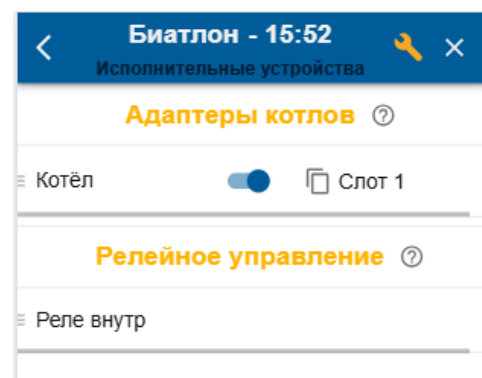 Биатлон - 15:52
Исполнительные устройства
Адаптеры котлов ?
Котёл Слот 1
Релейное управление ?
Реле внутр